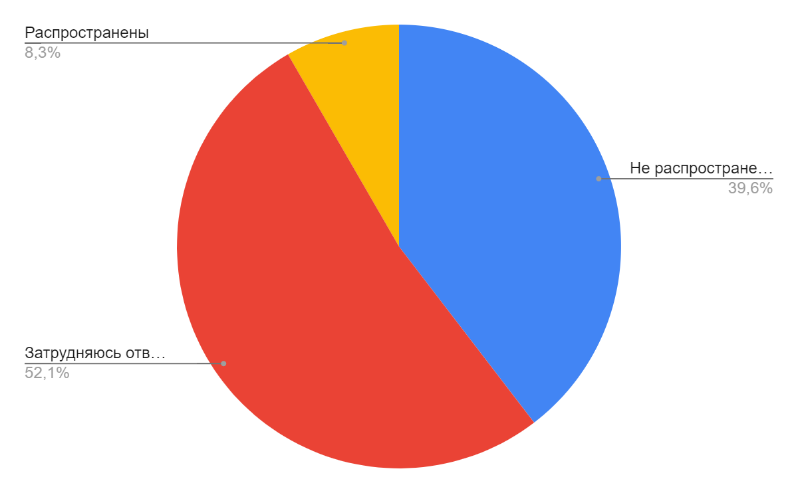 Распространены
8,3%
Не распростране…
39,6%
Затрудняюсь отв…
52,1%